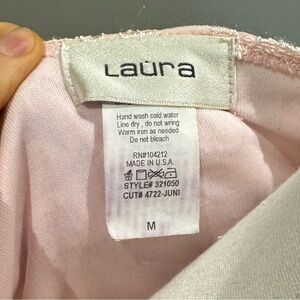 Laüra
Hand wash cold water
Line dry , do not wring
Warm iron as needed
Do not bleach
RN#104212
MADE IN U.S.A.
STYLE# 321050
CUT# 4722-JUNI
M